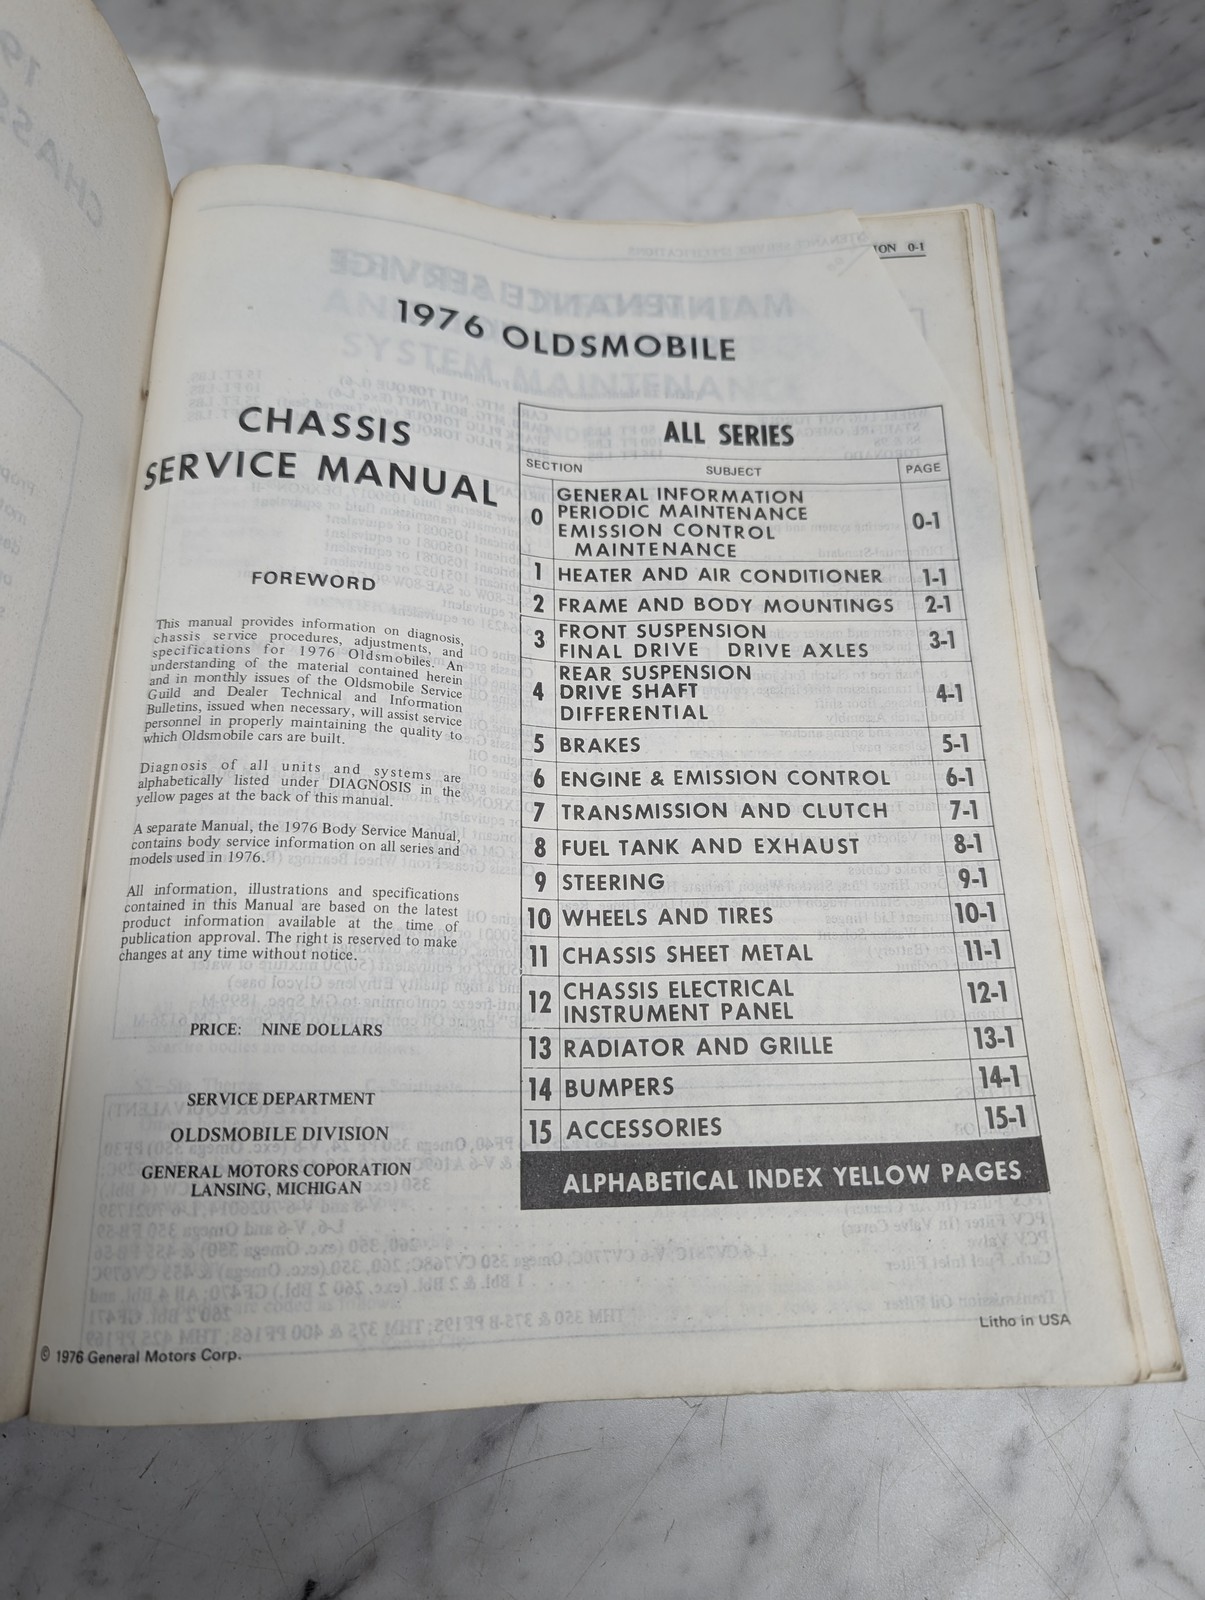 ION 0-1
1976 OLDSMOBILE
CHASSIS
SERVICE MANUAL
FOREWORD
This manual provides information on diagnosis,
chassis service procedures, adjustments, and
specifications for 1976 Oldsmobiles. An
understanding of the material contained herein
and in monthly issues of the Oldsmobile Service
Guild and Dealer Technical and Information
Bulletins, issued when necessary, will assist service
personnel in properly maintaining the quality to
which Oldsmobile cars are built.
Diagnosis of all units and systems are
alphabetically listed under DIAGNOSIS in the
yellow pages at the back of this manual.
A separate Manual, the 1976 Body Service Manual,
contains body service information on all series and
models used in 1976.
All information, illustrations and specifications
contained in this Manual are based on the latest
product information available at the time of
publication approval. The right is reserved to make
changes at any time without notice.
PRICE: NINE DOLLARS
SERVICE DEPARTMENT
OLDSMOBILE DIVISION
GENERAL MOTORS COPORATION
LANSING, MICHIGAN
© 1976 General Motors Corp.
ALL SERIES
SECTION SUBJECT PAGE
0 GENERAL INFORMATION
PERIODIC MAINTENANCE
EMISSION CONTROL
MAINTENANCE 0-1
1 HEATER AND AIR CONDITIONER 1-1
2 FRAME AND BODY MOUNTINGS 2-1
3 FRONT SUSPENSION
FINAL DRIVE DRIVE AXLES 3-1
4 REAR SUSPENSION
DRIVE SHAFT
DIFFERENTIAL 4-1
5 BRAKES 5-1
6 ENGINE & EMISSION CONTROL 6-1
7 TRANSMISSION AND CLUTCH 7-1
8 FUEL TANK AND EXHAUST 8-1
9 STEERING 9-1
10 WHEELS AND TIRES 10-1
11 CHASSIS SHEET METAL 11-1
12 CHASSIS ELECTRICAL
INSTRUMENT PANEL 12-1
13 RADIATOR AND GRILLE 13-1
14 BUMPERS 14-1
15 ACCESSORIES 15-1
ALPHABETICAL INDEX YELLOW PAGES
Litho in USA